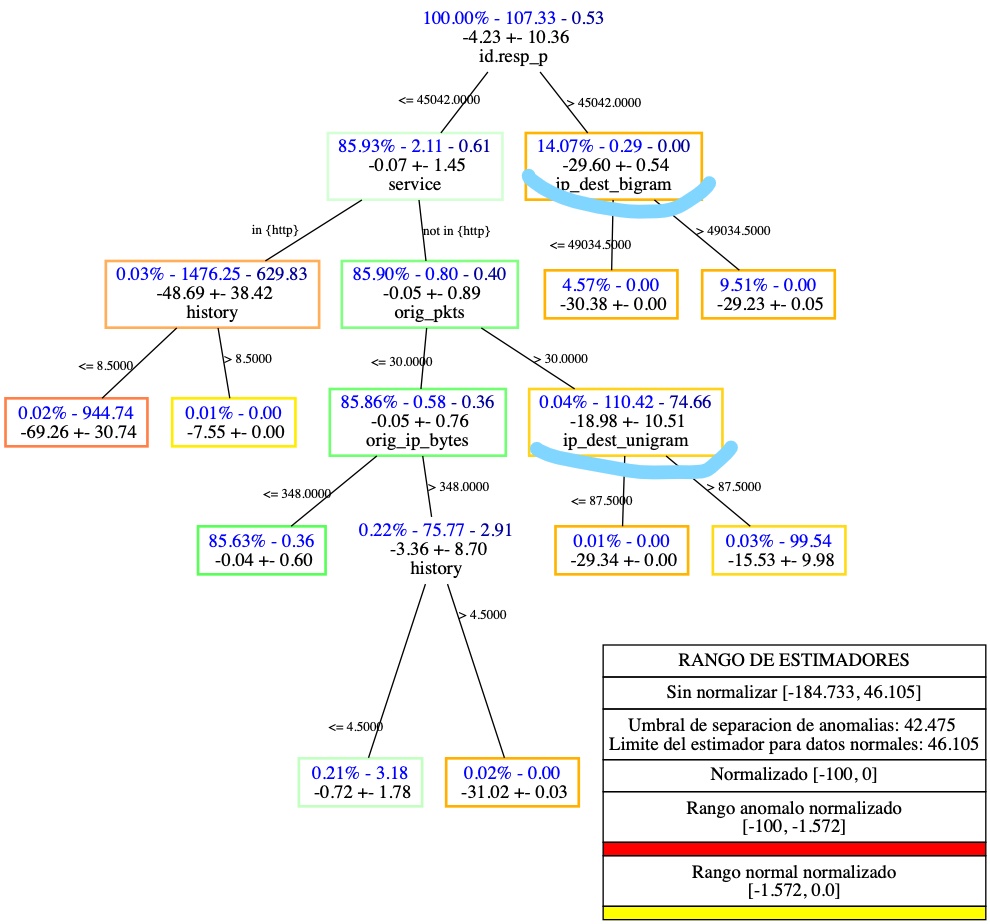 100.00% - 107.33 - 0.53
-4.23 +- 10.36
id.resp_p
<= 45042.0000
> 45042.0000
85.93% - 2.11 - 0.61
-0.07 +- 1.45
service
14.07% - 0.29 - 0.00
-29.60 +- 0.54
ip_dest_bigram
in {http}
not in {http}
<= 49034.5000
> 49034.5000
0.03% - 1476.25 - 629.83
-48.69 +- 38.42
history
85.90% - 0.80 - 0.40
-0.05 +- 0.89
orig_pkts
4.57% - 0.00
-30.38 +- 0.00
9.51% - 0.00
-29.23 +- 0.05
<= 8.5000
> 8.5000
<= 30.0000
> 30.0000
0.02% - 944.74
-69.26 +- 30.74
0.01% - 0.00
-7.55 +- 0.00
85.86% - 0.58 - 0.36
-0.05 +- 0.76
orig_ip_bytes
0.04% - 110.42 - 74.66
-18.98 +- 10.51
ip_dest_unigram
<= 348.0000
> 348.0000
<= 87.5000
> 87.5000
85.63% - 0.36
-0.04 +- 0.60
0.22% - 75.77 - 2.91
-3.36 +- 8.70
history
0.01% - 0.00
-29.34 +- 0.00
0.03% - 99.54
-15.53 +- 9.98
<= 4.5000
> 4.5000
0.21% - 3.18
-0.72 +- 1.78
0.02% - 0.00
-31.02 +- 0.03
RANGO DE ESTIMADORES
Sin normalizar [-184.733, 46.105]
Umbral de separacion de anomalias: 42.475
Limite del estimador para datos normales: 46.105
Normalizado [-100, 0]
Rango anomalo normalizado
[-100, -1.572]
Rango normal normalizado
[-1.572, 0.0]